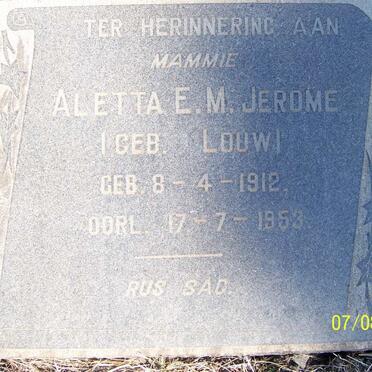 TER HERINNERING AAN
MAMMIE
ALETTA E.M. JEROME
(GEB. LOUW)
GEB. 8-4-1912.
OORL. 17-7-1953
RUS SAG.
07/08